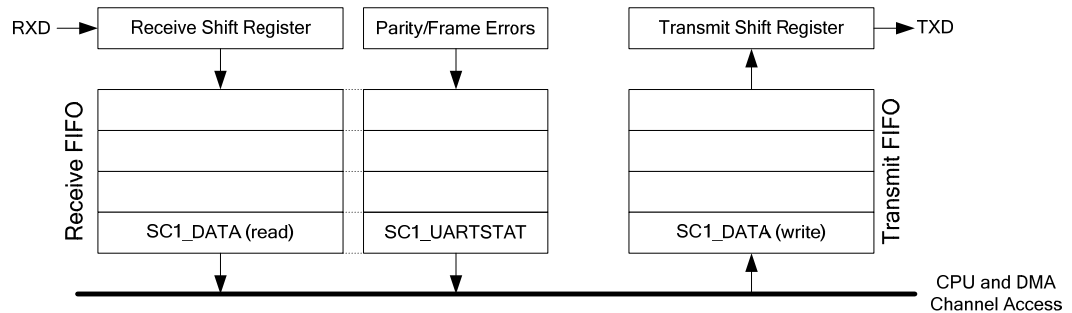 RXD
Receive Shift Register
Parity/Frame Errors
Transmit Shift Register
TXD
Receive FIFO
Transmit FIFO
SC1_DATA (read)
SC1_UARTSTAT
SC1_DATA (write)
CPU and DMA
Channel Access